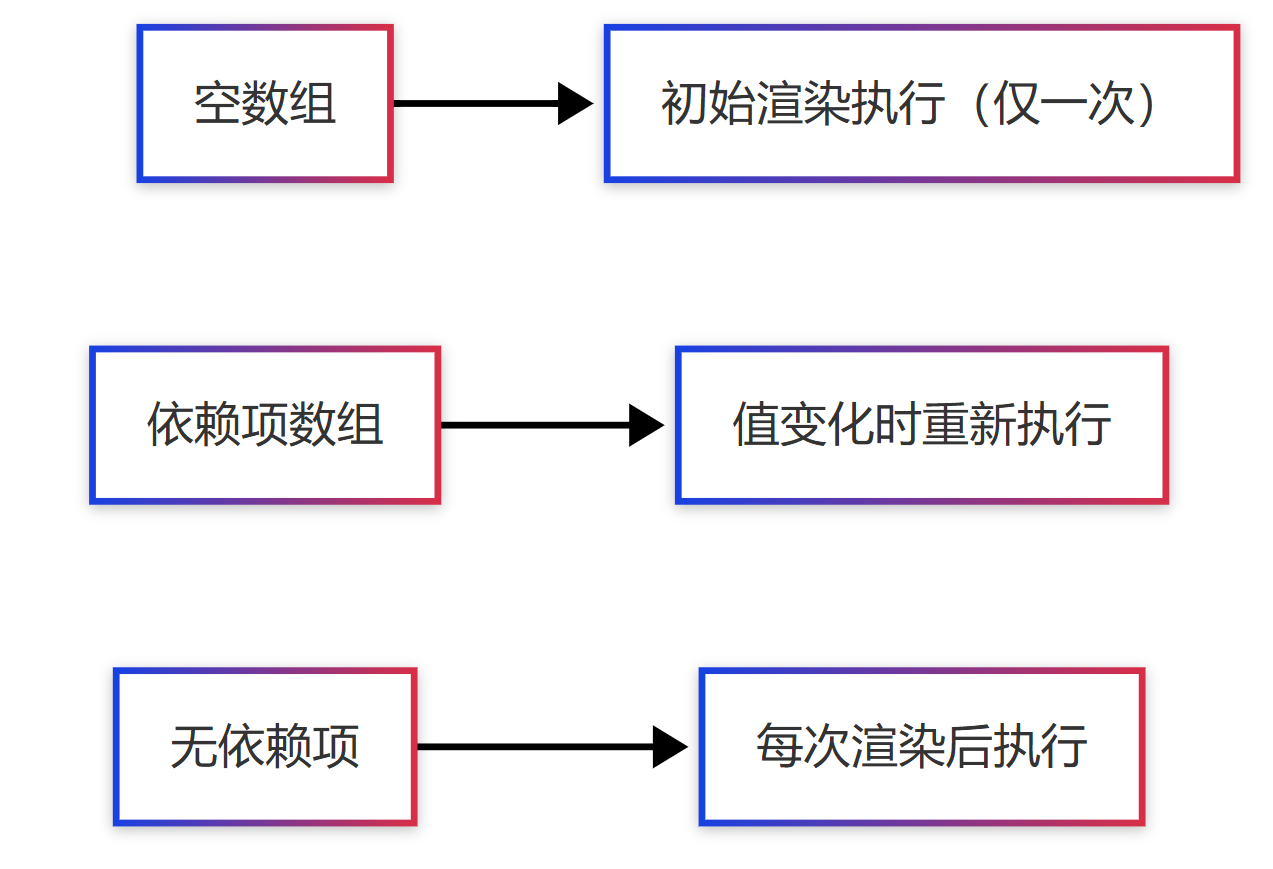 空数组
初始渲染执行（仅一次）
依赖项数组
值变化时重新执行
无依赖项
每次渲染后执行